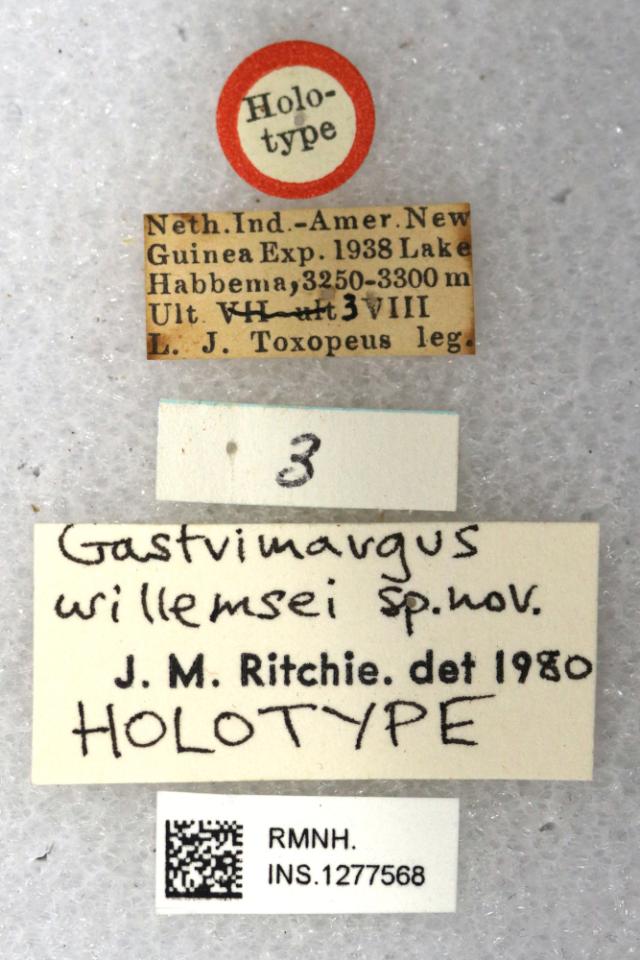 Holo-
type
Neth.Ind.-Amer.New
Guinea Exp. 1938 Lake
Habbema, 3250-3300 m
Ult VII-ult 3 VIII
L. J. Toxopeus leg.
3
Gastrimargus
willemsei sp.nov.
J. M. Ritchie. det 1980
HOLOTYPE
RMNH.
INS.1277568